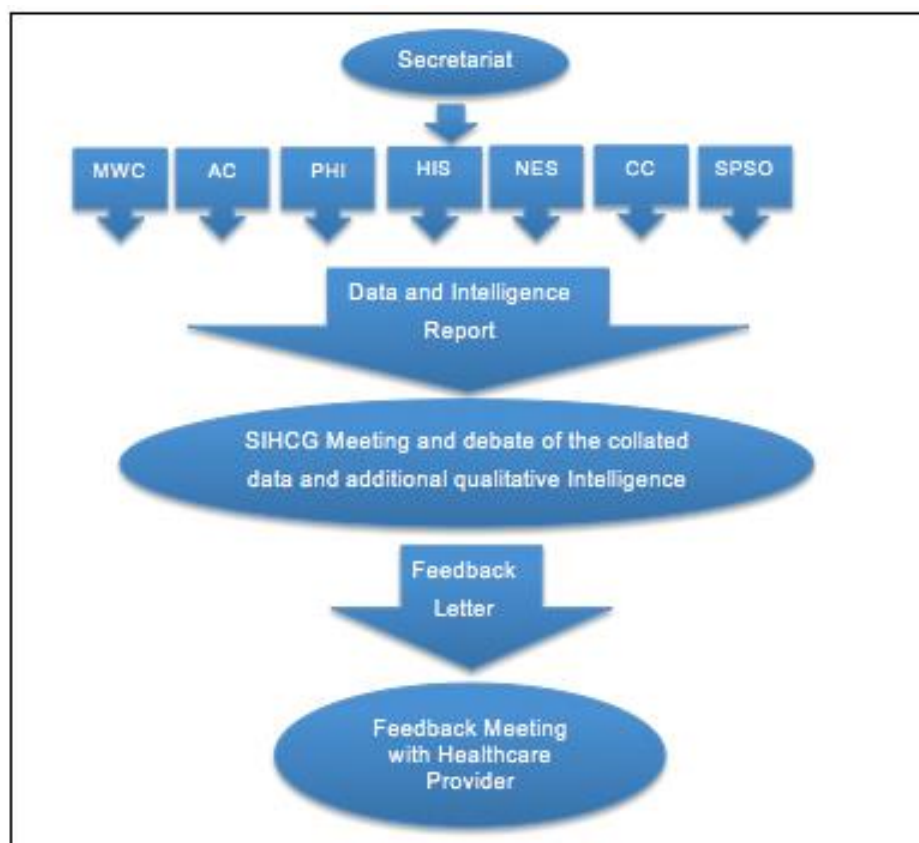 Secretariat
MWC AC PHI HIS NES CC SPSO
Data and Intelligence
Report
SIHCG Meeting and debate of the collated
data and additional qualitative Intelligence
Feedback
Letter
Feedback Meeting
with Healthcare
Provider